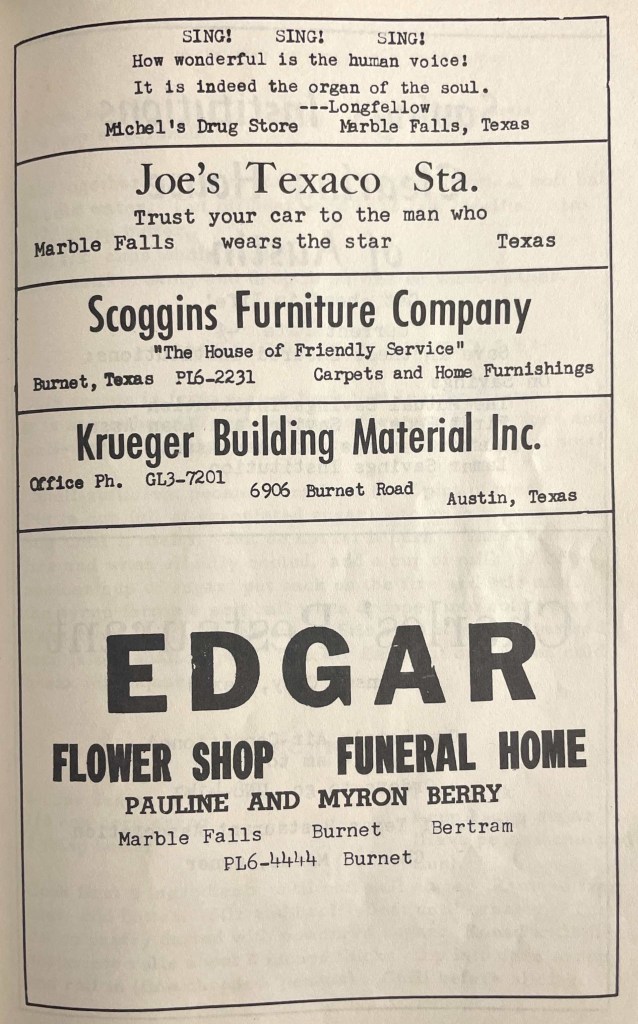 SING! SING! SING!
How wonderful is the human voice!
It is indeed the organ of the soul.
---Longfellow
Michel's Drug Store Marble Falls, Texas
Joe's Texaco Sta.
Trust your car to the man who
Marble Falls wears the star Texas
Scoggins Furniture Company
"The House of Friendly Service"
Burnet, Texas PL6-2231 Carpets and Home Furnishings
Krueger Building Material Inc.
Office Ph. GL3-7201 6906 Burnet Road Austin, Texas
EDGAR
FLOWER SHOP FUNERAL HOME
PAULINE AND MYRON BERRY
Marble Falls Burnet Bertram
PL6-4444 Burnet